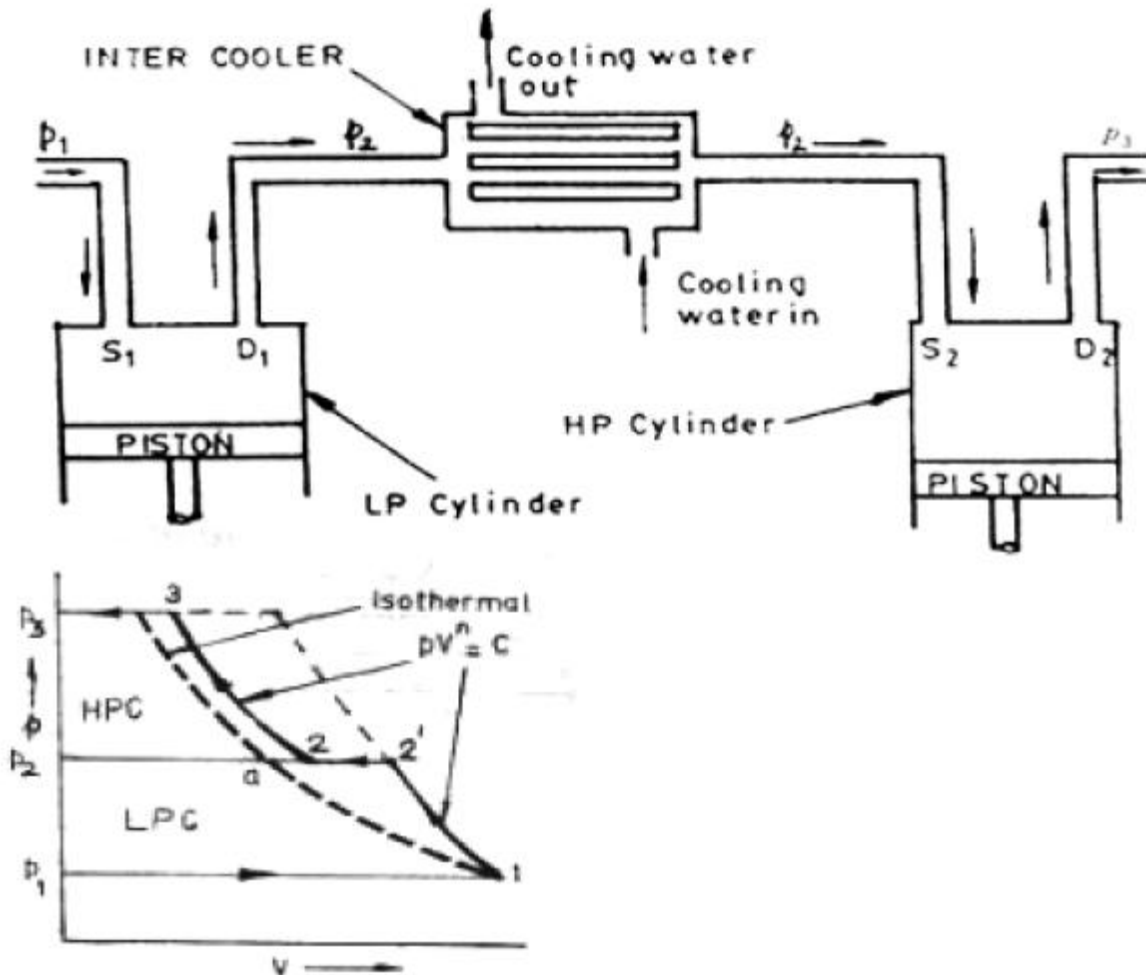 INTER COOLER
Cooling water
out
p₁
p₂
p₂
p₃
Cooling
water in
S₁
D₁
S₂
D₂
PISTON
LP Cylinder
HP Cylinder
PISTON
3
Isothermal
p₃
pVⁿ = C
HPC
p
2
2'
p₂
a
LPC
p₁
1
V